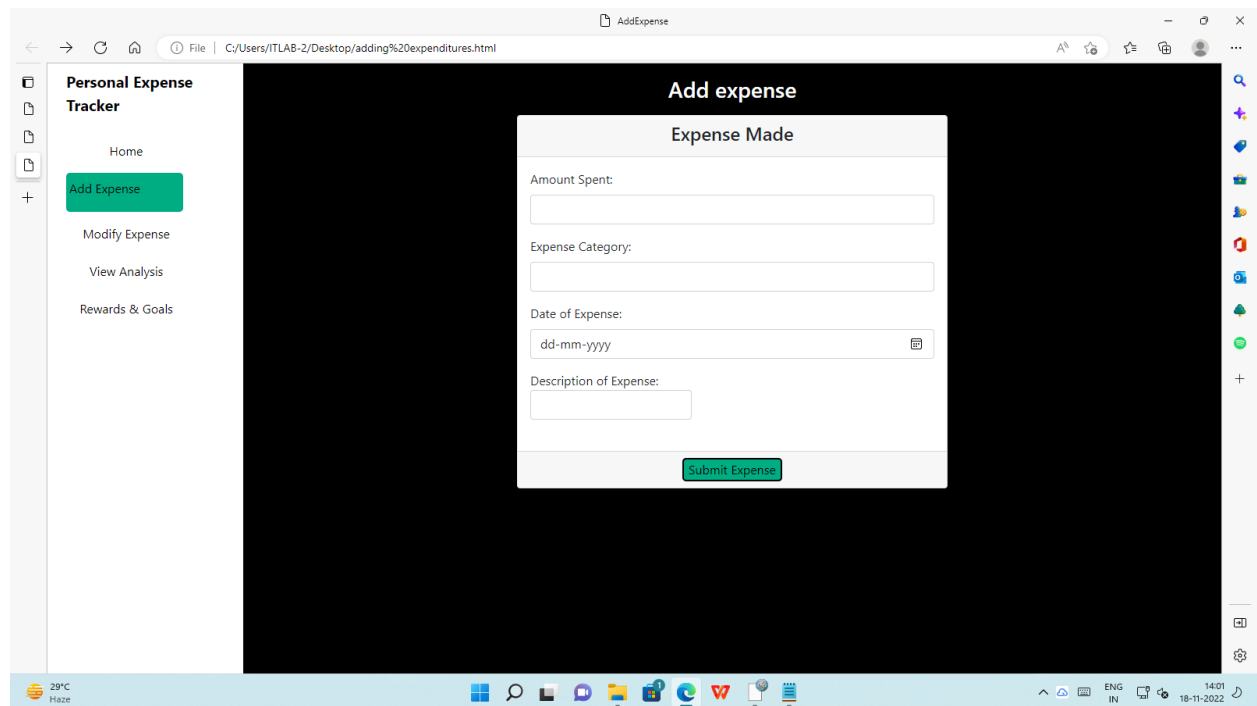 AddExpense
File
C:/Users/ITLAB-2/Desktop/adding%20expenditures.html
Personal Expense
Tracker
Home
Add Expense
Modify Expense
View Analysis
Rewards & Goals
Add expense
Expense Made
Amount Spent:
Expense Category:
Date of Expense:
dd-mm-yyyy
Description of Expense:
Submit Expense
29°C
Haze
1
ENG
IN
14:01
18-11-2022